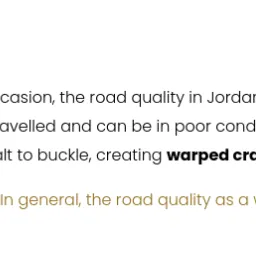 casion, the road quality in Jordan
avelled and can be in poor cond
lt to buckle, creating warped cra
In general, the road quality as a